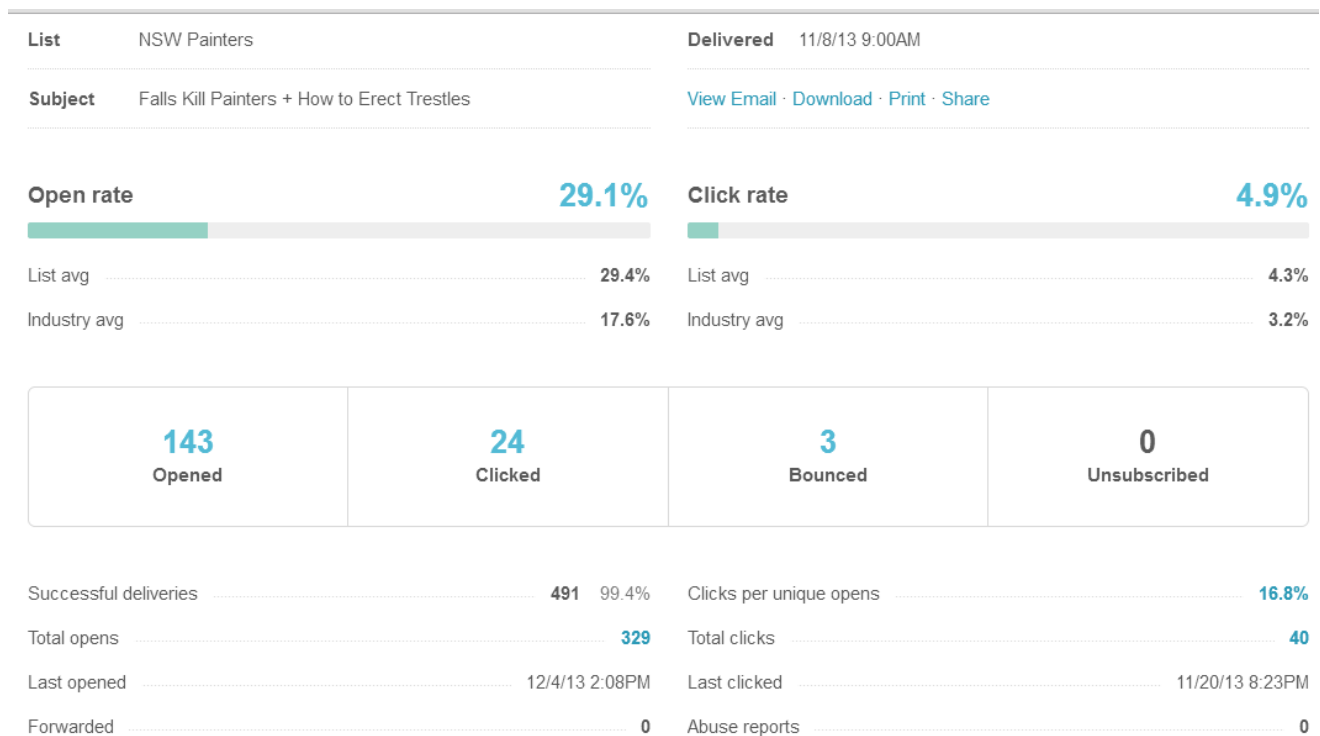 List NSW Painters
Delivered 11/8/13 9:00AM
Subject Falls Kill Painters + How to Erect Trestles
View Email · Download · Print · Share
Open rate 29.1%
Click rate 4.9%
List avg 29.4%
List avg 4.3%
Industry avg 17.6%
Industry avg 3.2%
143
Opened
24
Clicked
3
Bounced
0
Unsubscribed
Successful deliveries 491 99.4%
Clicks per unique opens 16.8%
Total opens 329
Total clicks 40
Last opened 12/4/13 2:08PM
Last clicked 11/20/13 8:23PM
Forwarded 0
Abuse reports 0